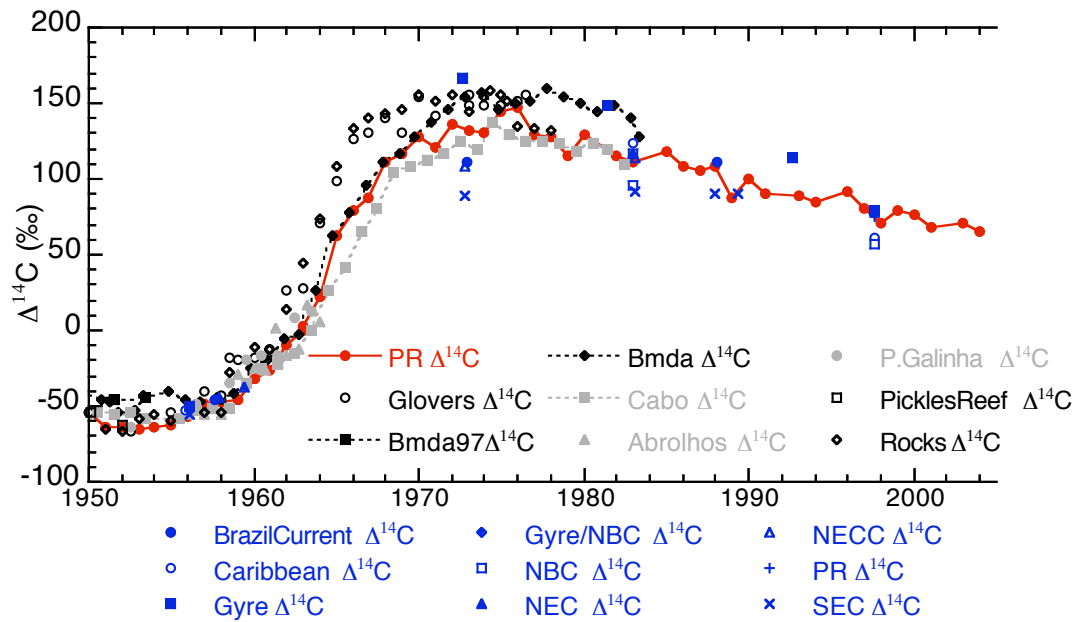 200
150
100
50
0
-50
-100
Δ¹⁴C (‰)
PR Δ¹⁴C Bmda Δ¹⁴C P.Galinha Δ¹⁴C
Glovers Δ¹⁴C Cabo Δ¹⁴C PicklesReef Δ¹⁴C
Bmda97Δ¹⁴C Abrolhos Δ¹⁴C Rocks Δ¹⁴C
1950 1960 1970 1980 1990 2000
BrazilCurrent Δ¹⁴C Gyre/NBC Δ¹⁴C NECC Δ¹⁴C
Caribbean Δ¹⁴C NBC Δ¹⁴C PR Δ¹⁴C
Gyre Δ¹⁴C NEC Δ¹⁴C SEC Δ¹⁴C